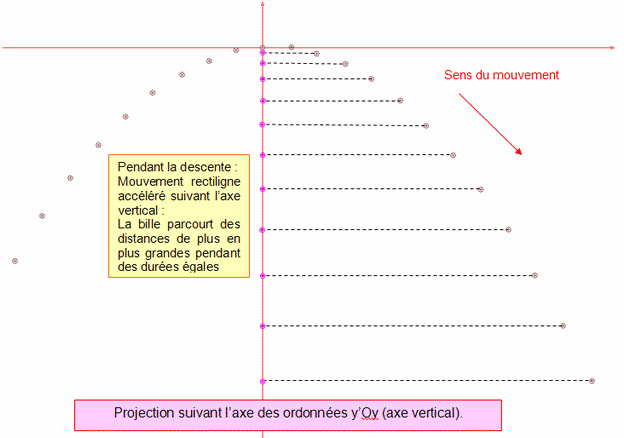 Sens du mouvement
Pendant la descente :
Mouvement rectiligne
accéléré suivant l'axe
vertical :
La bille parcourt des
distances de plus en
plus grandes pendant
des durées égales
Projection suivant l'axe des ordonnées y'Oy (axe vertical).